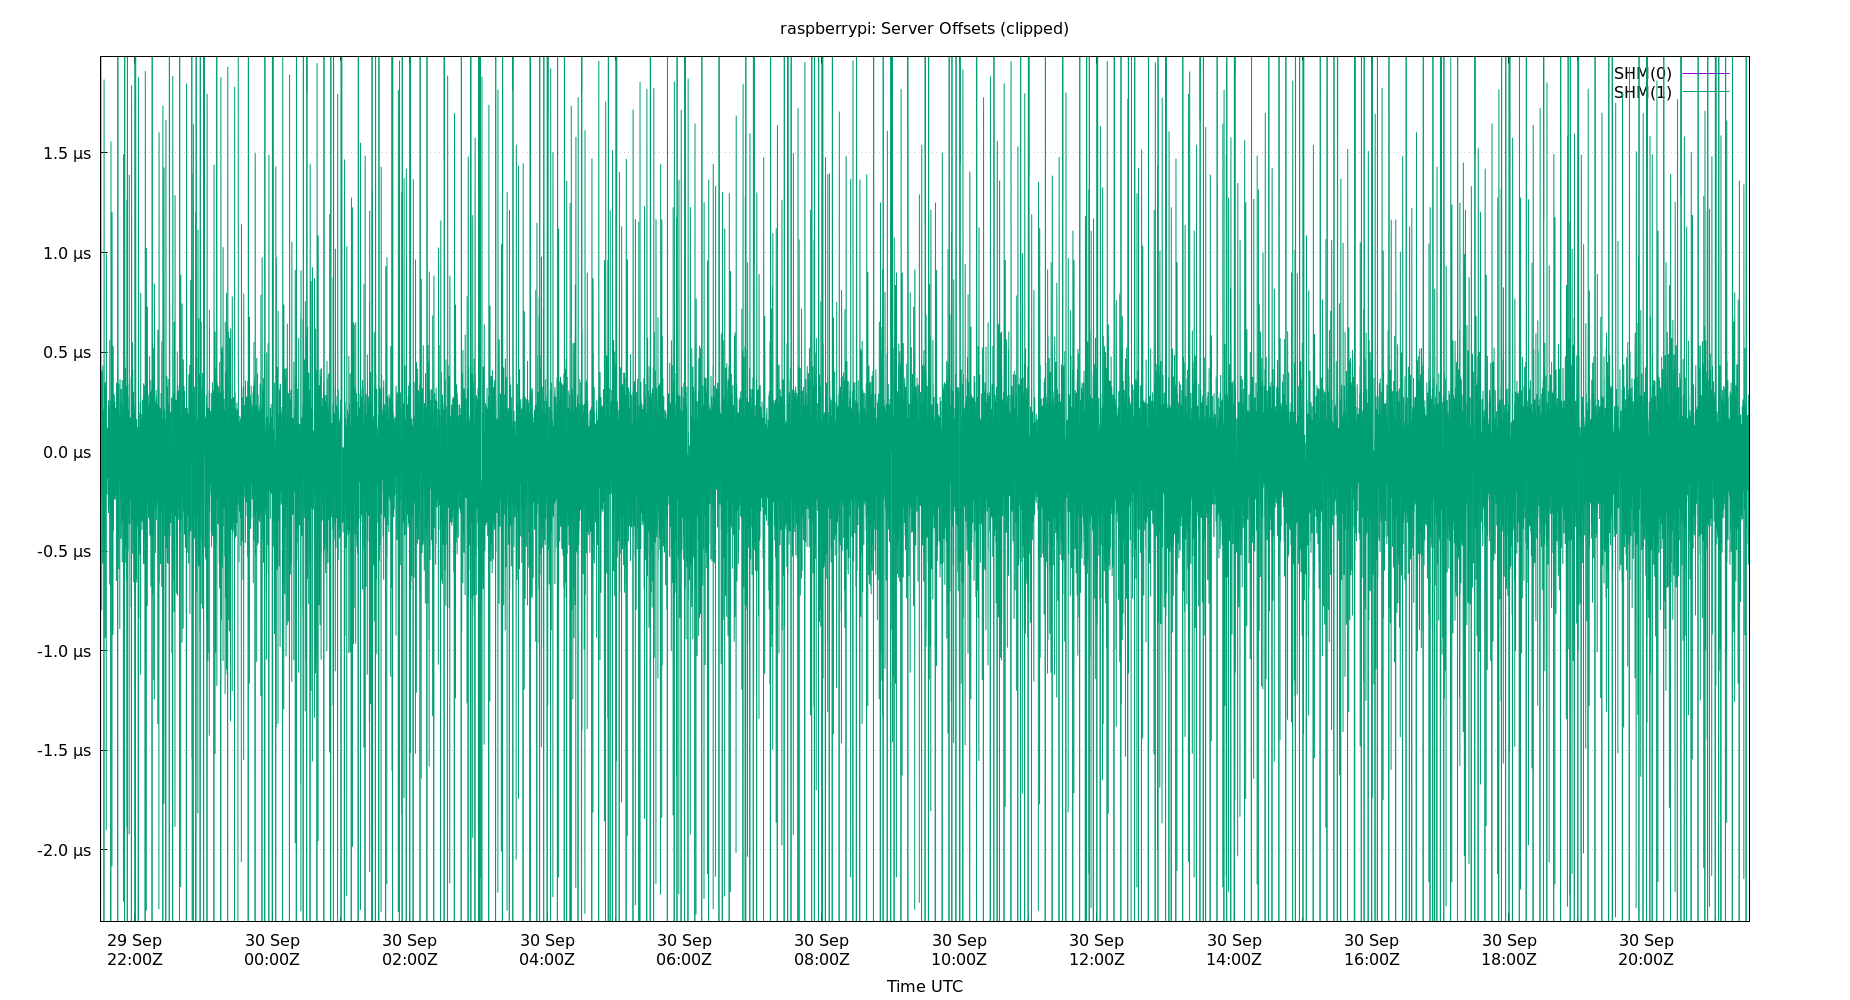 raspberrypi: Server Offsets (clipped)
SHM(0)
SHM(1)
1.5 µs
1.0 µs
0.5 µs
0.0 µs
-0.5 µs
-1.0 µs
-1.5 µs
-2.0 µs
29 Sep 30 Sep 30 Sep 30 Sep 30 Sep 30 Sep 30 Sep 30 Sep 30 Sep 30 Sep 30 Sep 30 Sep
22:00Z 00:00Z 02:00Z 04:00Z 06:00Z 08:00Z 10:00Z 12:00Z 14:00Z 16:00Z 18:00Z 20:00Z
Time UTC